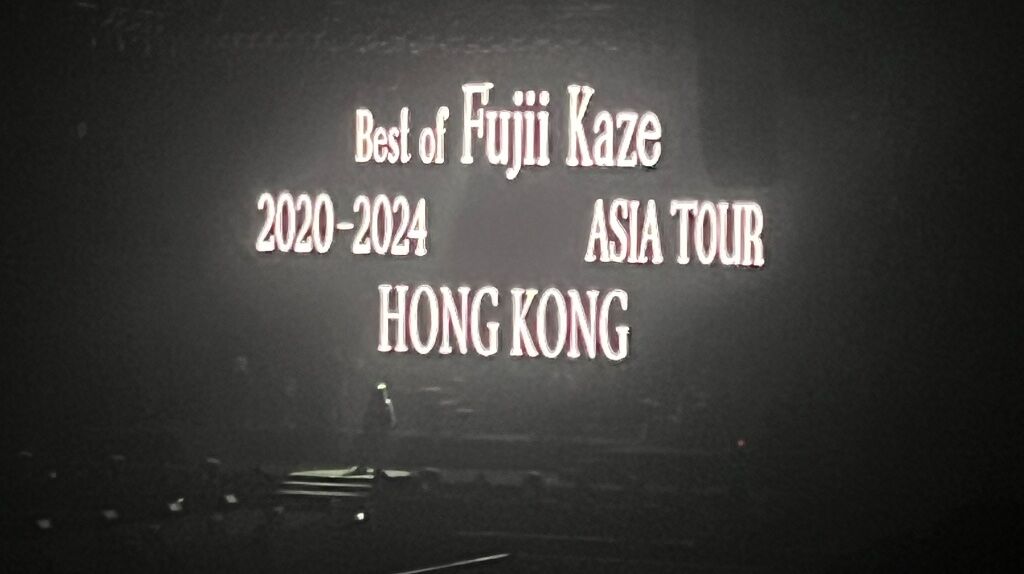 Best of Fujii Kaze
2020-2024 ASIA TOUR
HONG KONG